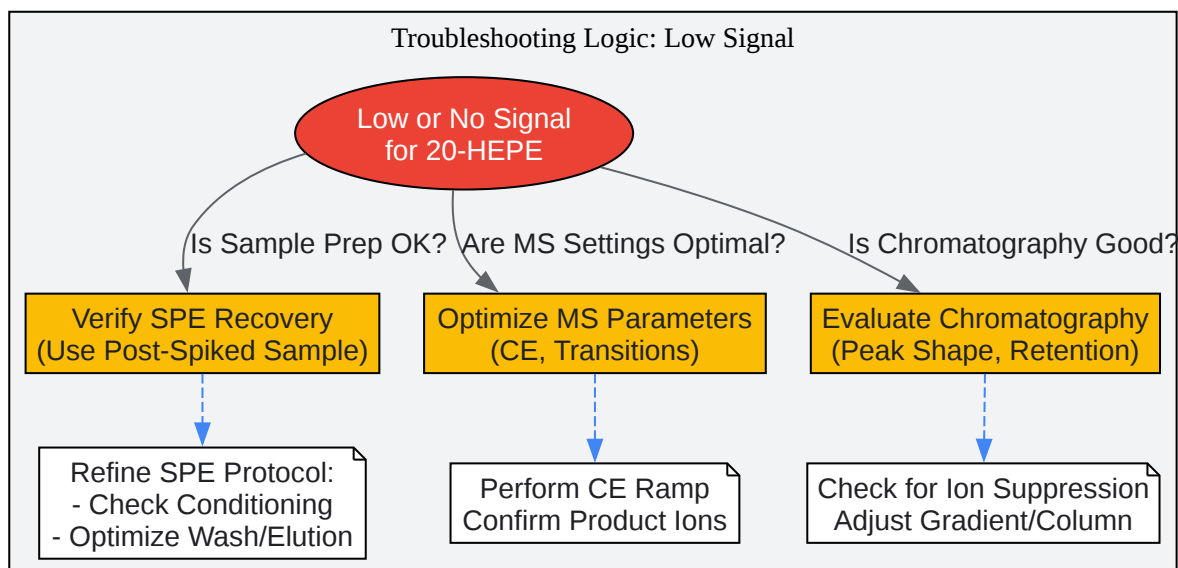 Troubleshooting Logic: Low Signal
Low or No Signal
for 20-HEPE
Is Sample Prep OK?
Are MS Settings Optimal?
Is Chromatography Good?
Verify SPE Recovery
(Use Post-Spiked Sample)
Optimize MS Parameters
(CE, Transitions)
Evaluate Chromatography
(Peak Shape, Retention)
Refine SPE Protocol:
- Check Conditioning
- Optimize Wash/Elution
Perform CE Ramp
Confirm Product Ions
Check for Ion Suppression
Adjust Gradient/Column